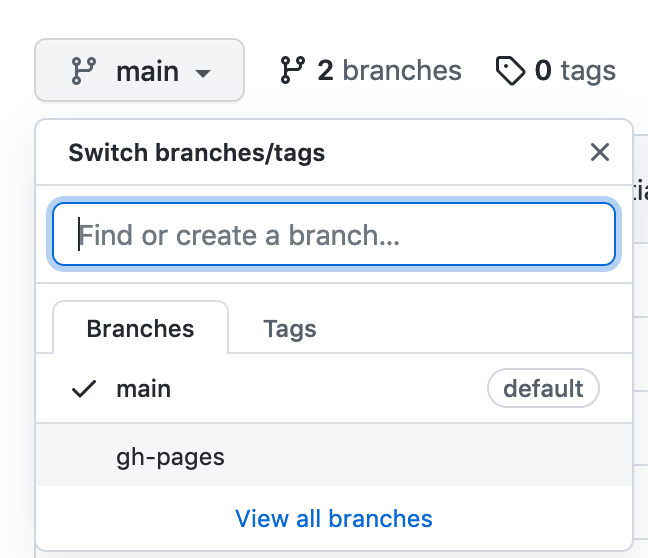 main 2 branches 0 tags
Switch branches/tags
Find or create a branch...
Branches Tags
main default
gh-pages
View all branches